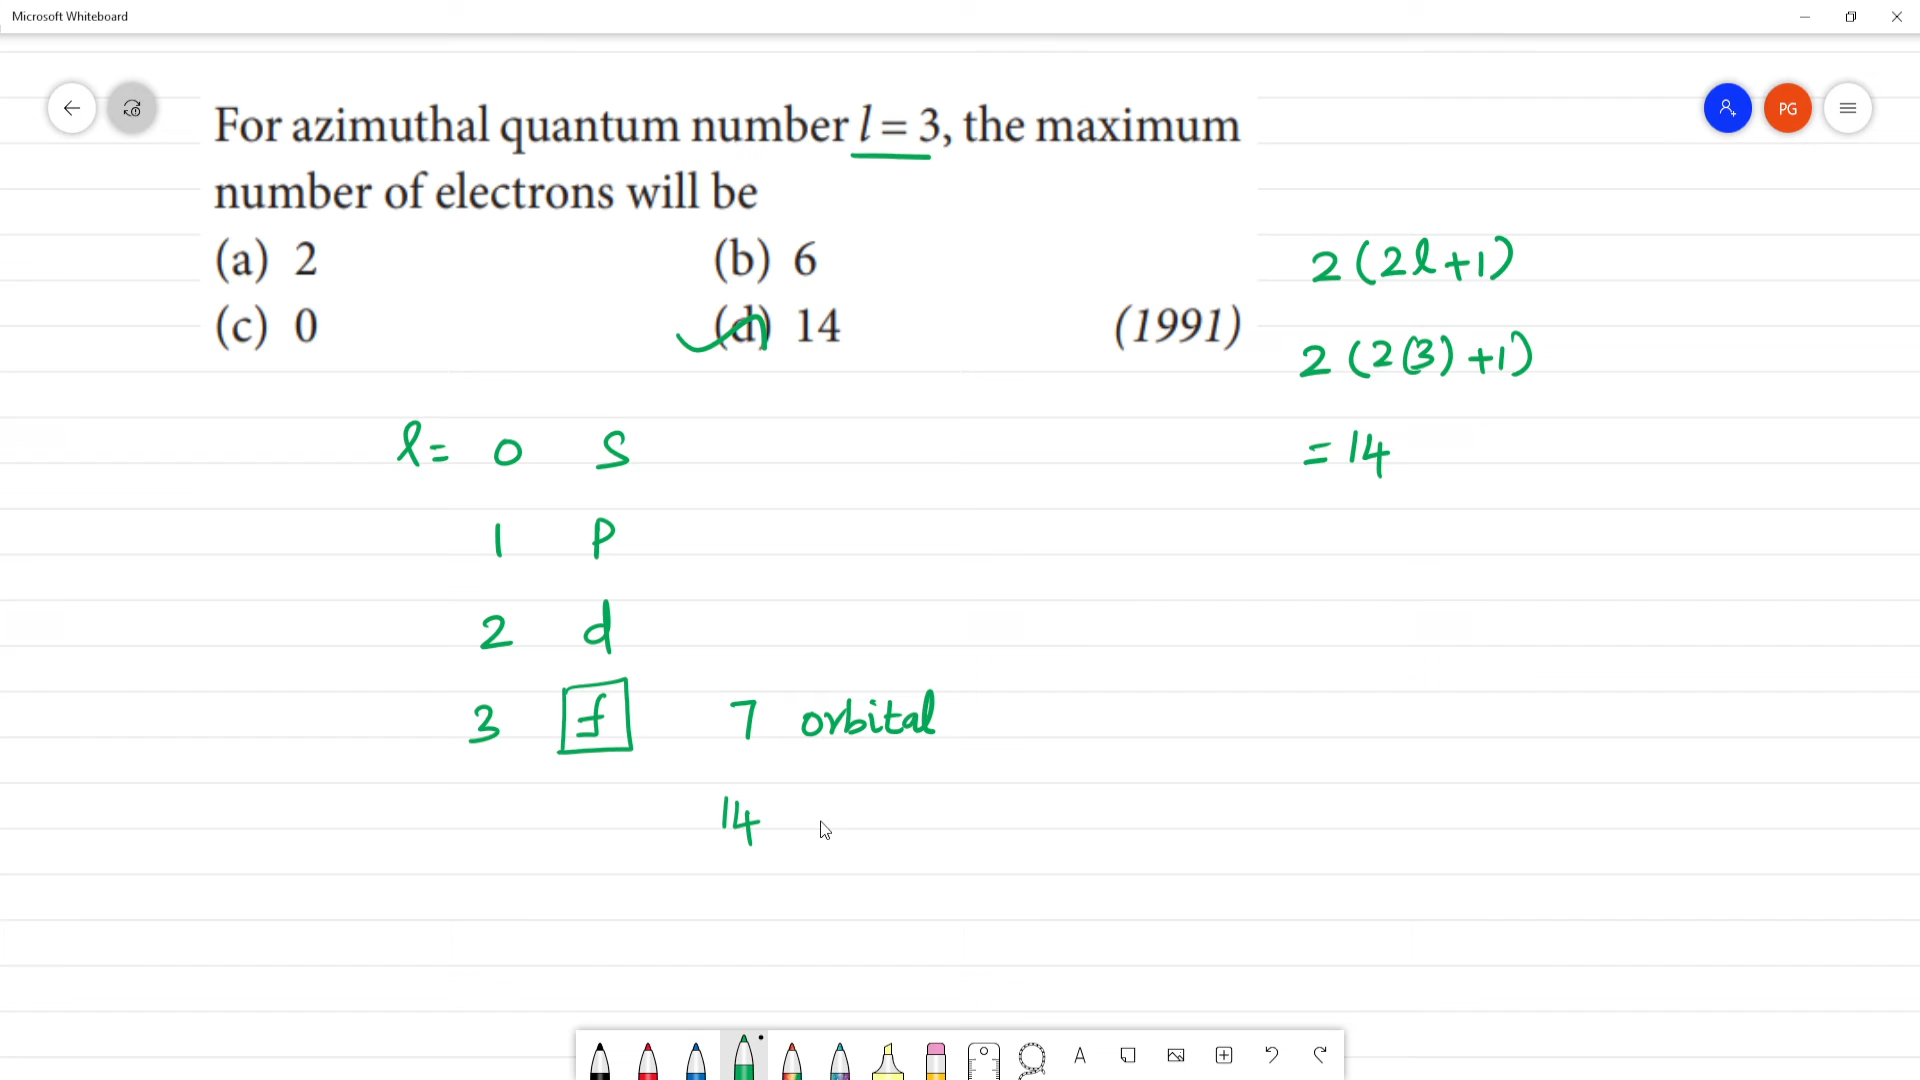 Microsoft Whiteboard
PG
For azimuthal quantum number l = 3, the maximum
number of electrons will be
(a) 2 (b) 6
(c) 0 (d) 14 (1991)
2 (2l+1)
2 (2(3) +1)
= 14
l= 0 S
1 P
2 d
3 f 7 orbital
14
A